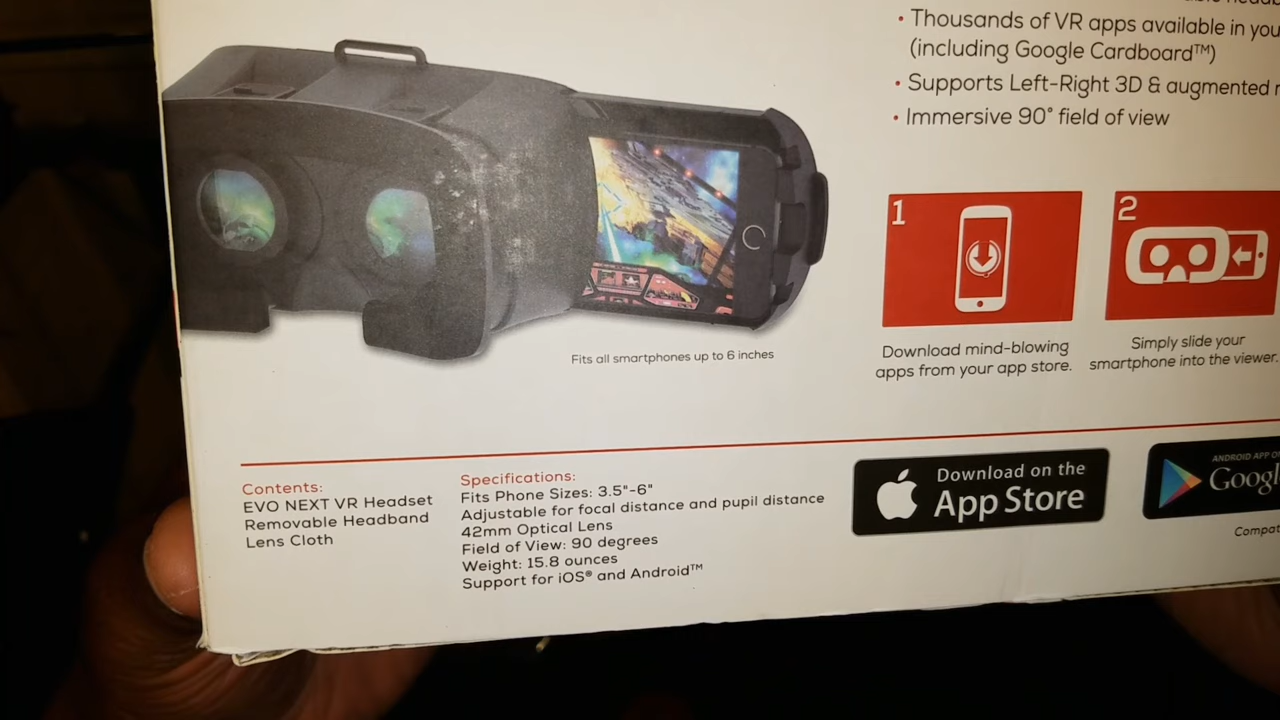 • Thousands of VR apps available in you
(including Google Cardboard™)
• Supports Left-Right 3D & augmented
• Immersive 90° field of view
1
2
Download mind-blowing
apps from your app store.
Simply slide your
smartphone into the viewer.
Fits all smartphones up to 6 inches
Contents:
EVO NEXT VR Headset
Removable Headband
Lens Cloth
Specifications:
Fits Phone Sizes: 3.5"-6"
Adjustable for focal distance and pupil distance
42mm Optical Lens
Field of View: 90 degrees
Weight: 15.8 ounces
Support for iOS® and Android™
Download on the
App Store
ANDROID APP O
Googl
Compat